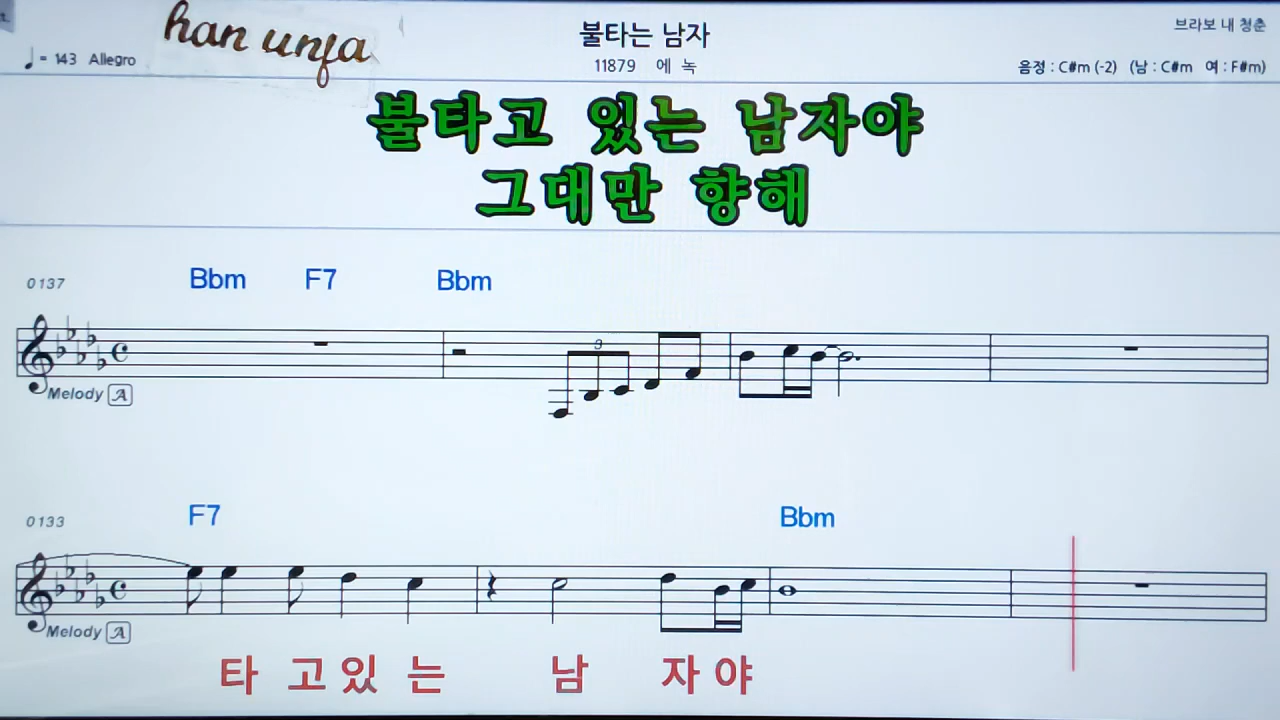 han unja
불타는 남자
브라보 내 청춘
♩ = 143 Allegro
11879 에 녹
음정 : C#m (-2) (남 : C#m 여 : F#m)
불타고 있는 남자야
그대만 향해
0137 Bbm F7 Bbm
3
Melody A
0133 F7 Bbm
Melody A
타 고 있 는 남 자 야